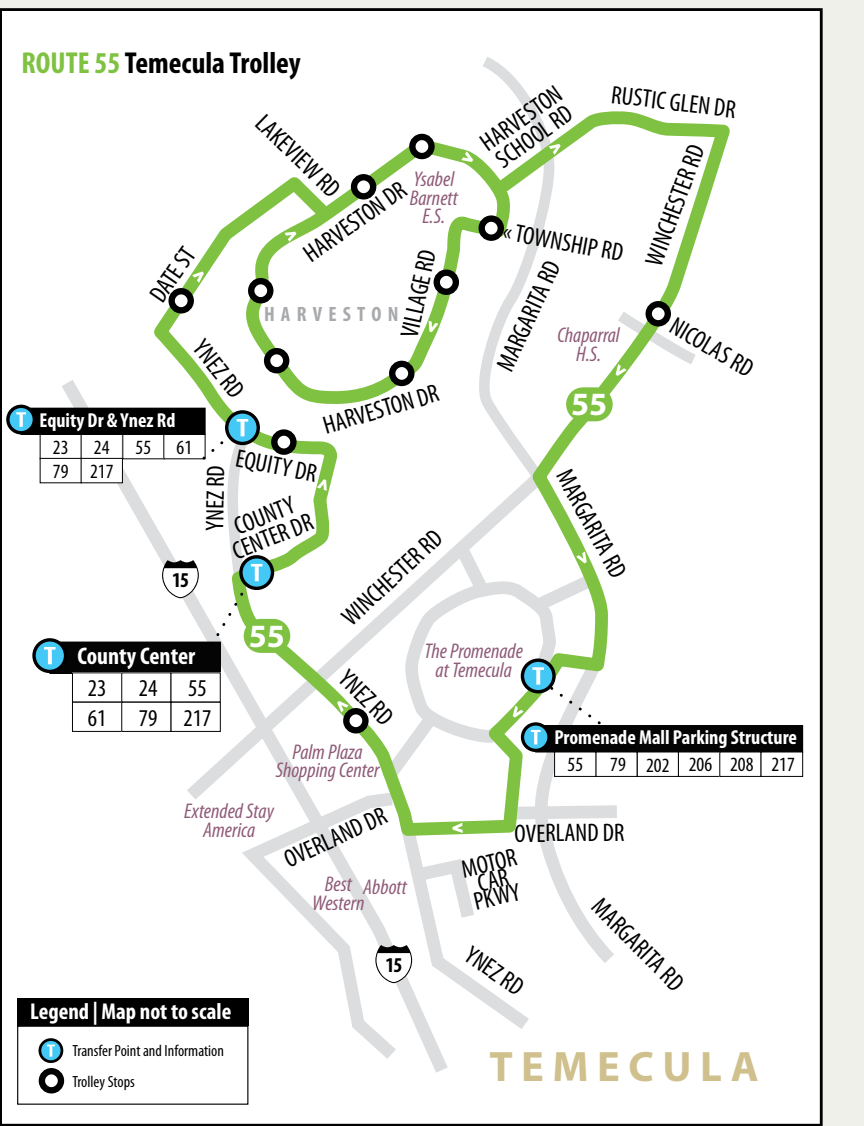 ROUTE 55 Temecula Trolley
RUSTIC GLEN DR
HARVESTON
SCHOOL RD
LAKEVIEW RD
HARVESTON DR
Ysabel
Barnett
E.S.
WINCHESTER RD
« TOWNSHIP RD
DATE ST
VILLAGE RD
HARVESTON
MARGARITA RD
NICOLAS RD
Chaparral
H.S.
YNEZ RD
55
HARVESTON DR
T Equity Dr & Ynez Rd
23 24 55 61
79 217
T
EQUITY DR
YNEZ RD
COUNTY
CENTER DR
MARGARITA RD
WINCHESTER RD
T
15
55
T County Center
23 24 55
61 79 217
The Promenade
at Temecula
T
YNEZ RD
T Promenade Mall Parking Structure
55 79 202 206 208 217
Palm Plaza
Shopping Center
Extended Stay
America
OVERLAND DR
OVERLAND DR
MOTOR
CAR
PKWY
Best
Western
Abbott
15
YNEZ RD
MARGARITA RD
Legend | Map not to scale
T Transfer Point and Information
Trolley Stops
TEMECULA